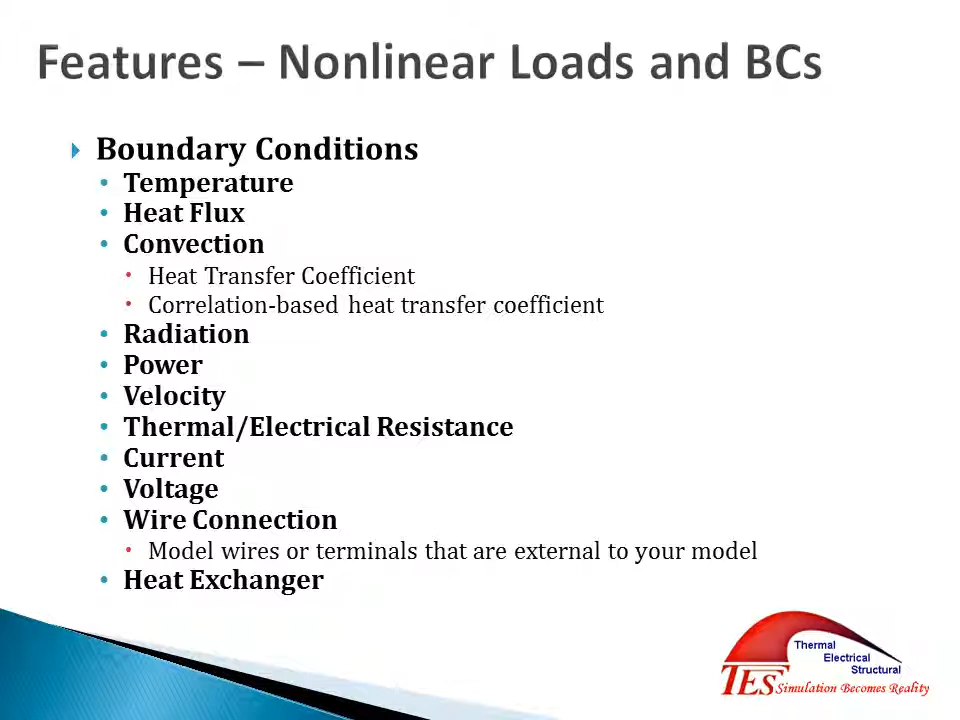 Features – Nonlinear Loads and BCs
Boundary Conditions
Temperature
Heat Flux
Convection
Heat Transfer Coefficient
Correlation-based heat transfer coefficient
Radiation
Power
Velocity
Thermal/Electrical Resistance
Current
Voltage
Wire Connection
Model wires or terminals that are external to your model
Heat Exchanger
Thermal
Electrical
Structural
TES Simulation Becomes Reality